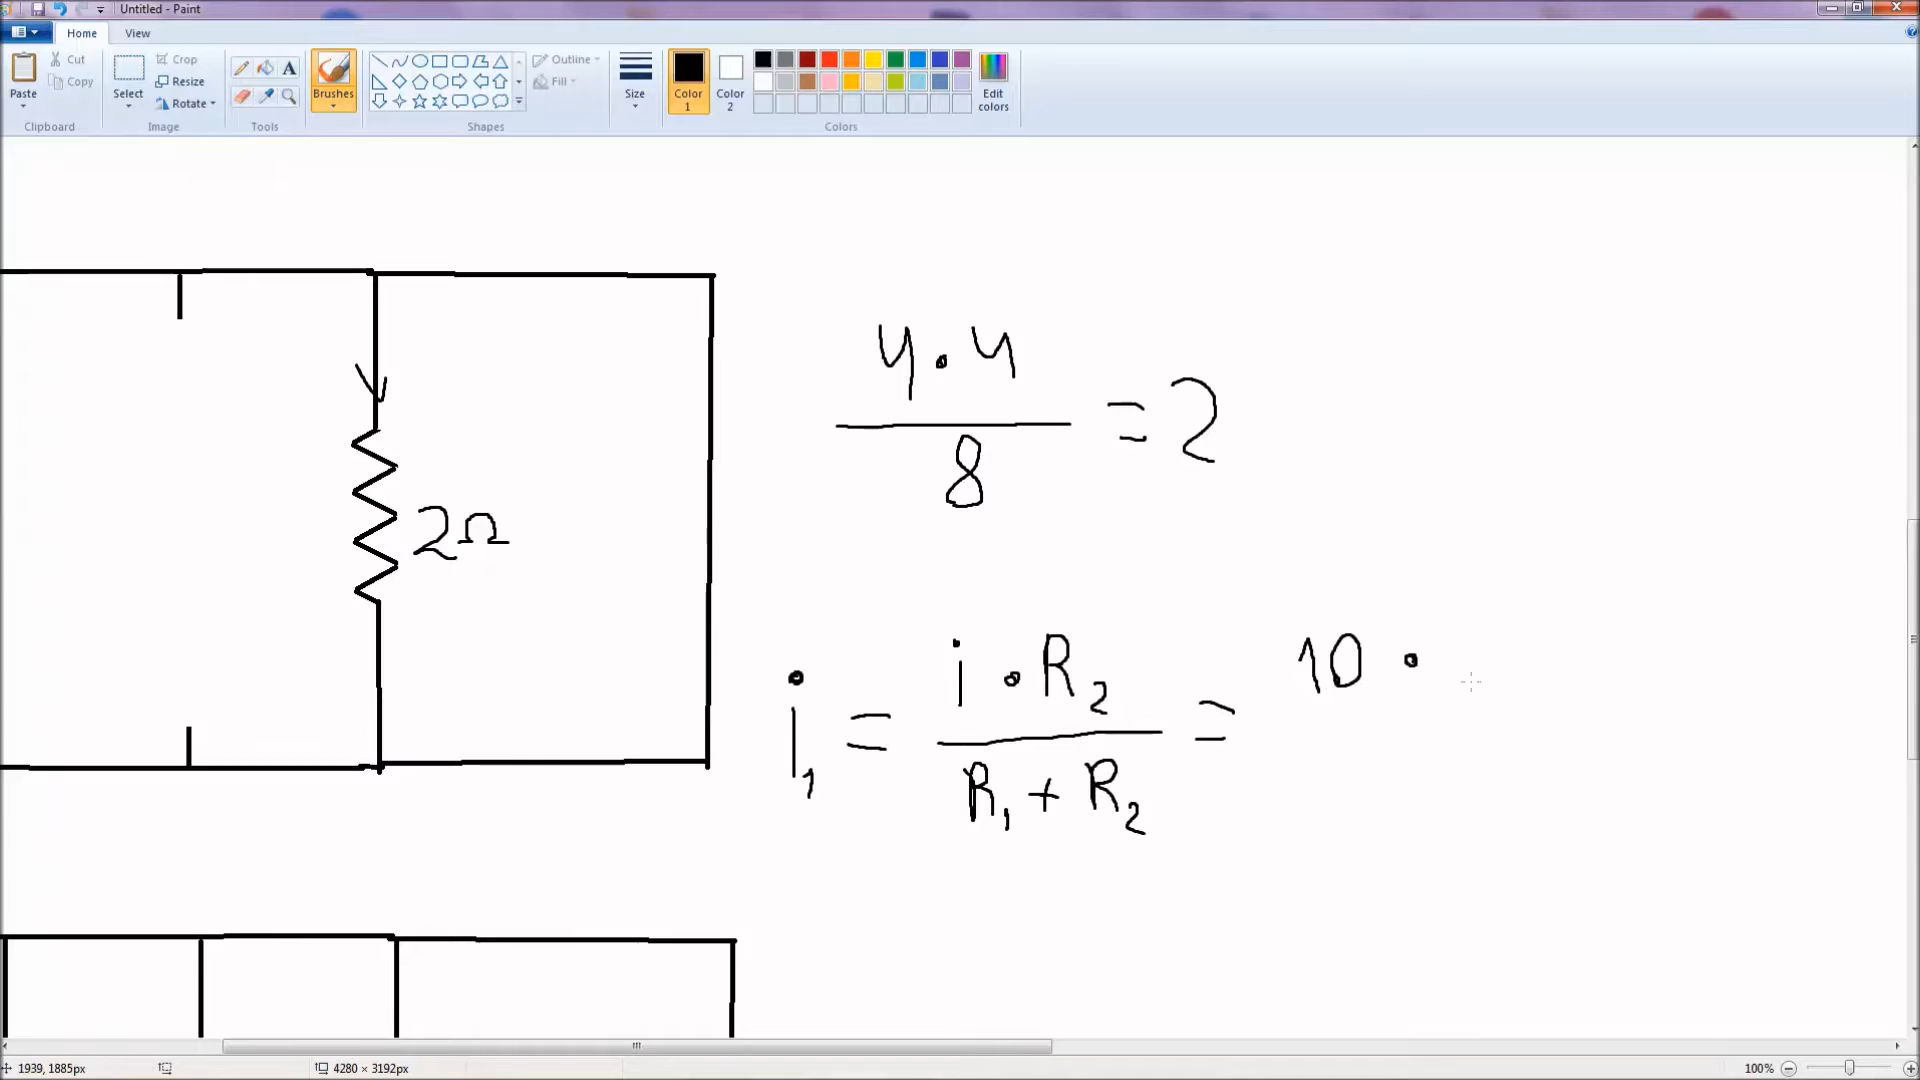 Untitled - Paint
Home View
Paste Cut Copy
Clipboard
Select Crop Resize Rotate
Image
Tools
Brushes
Outline Fill
Shapes
Size
Color 1 Color 2
Edit colors
Colors
4 · 4
8
= 2
2Ω
i₁ = i · R₂ = 10 ·
R₁ + R₂
1939, 1885px 4280 × 3192px 100%